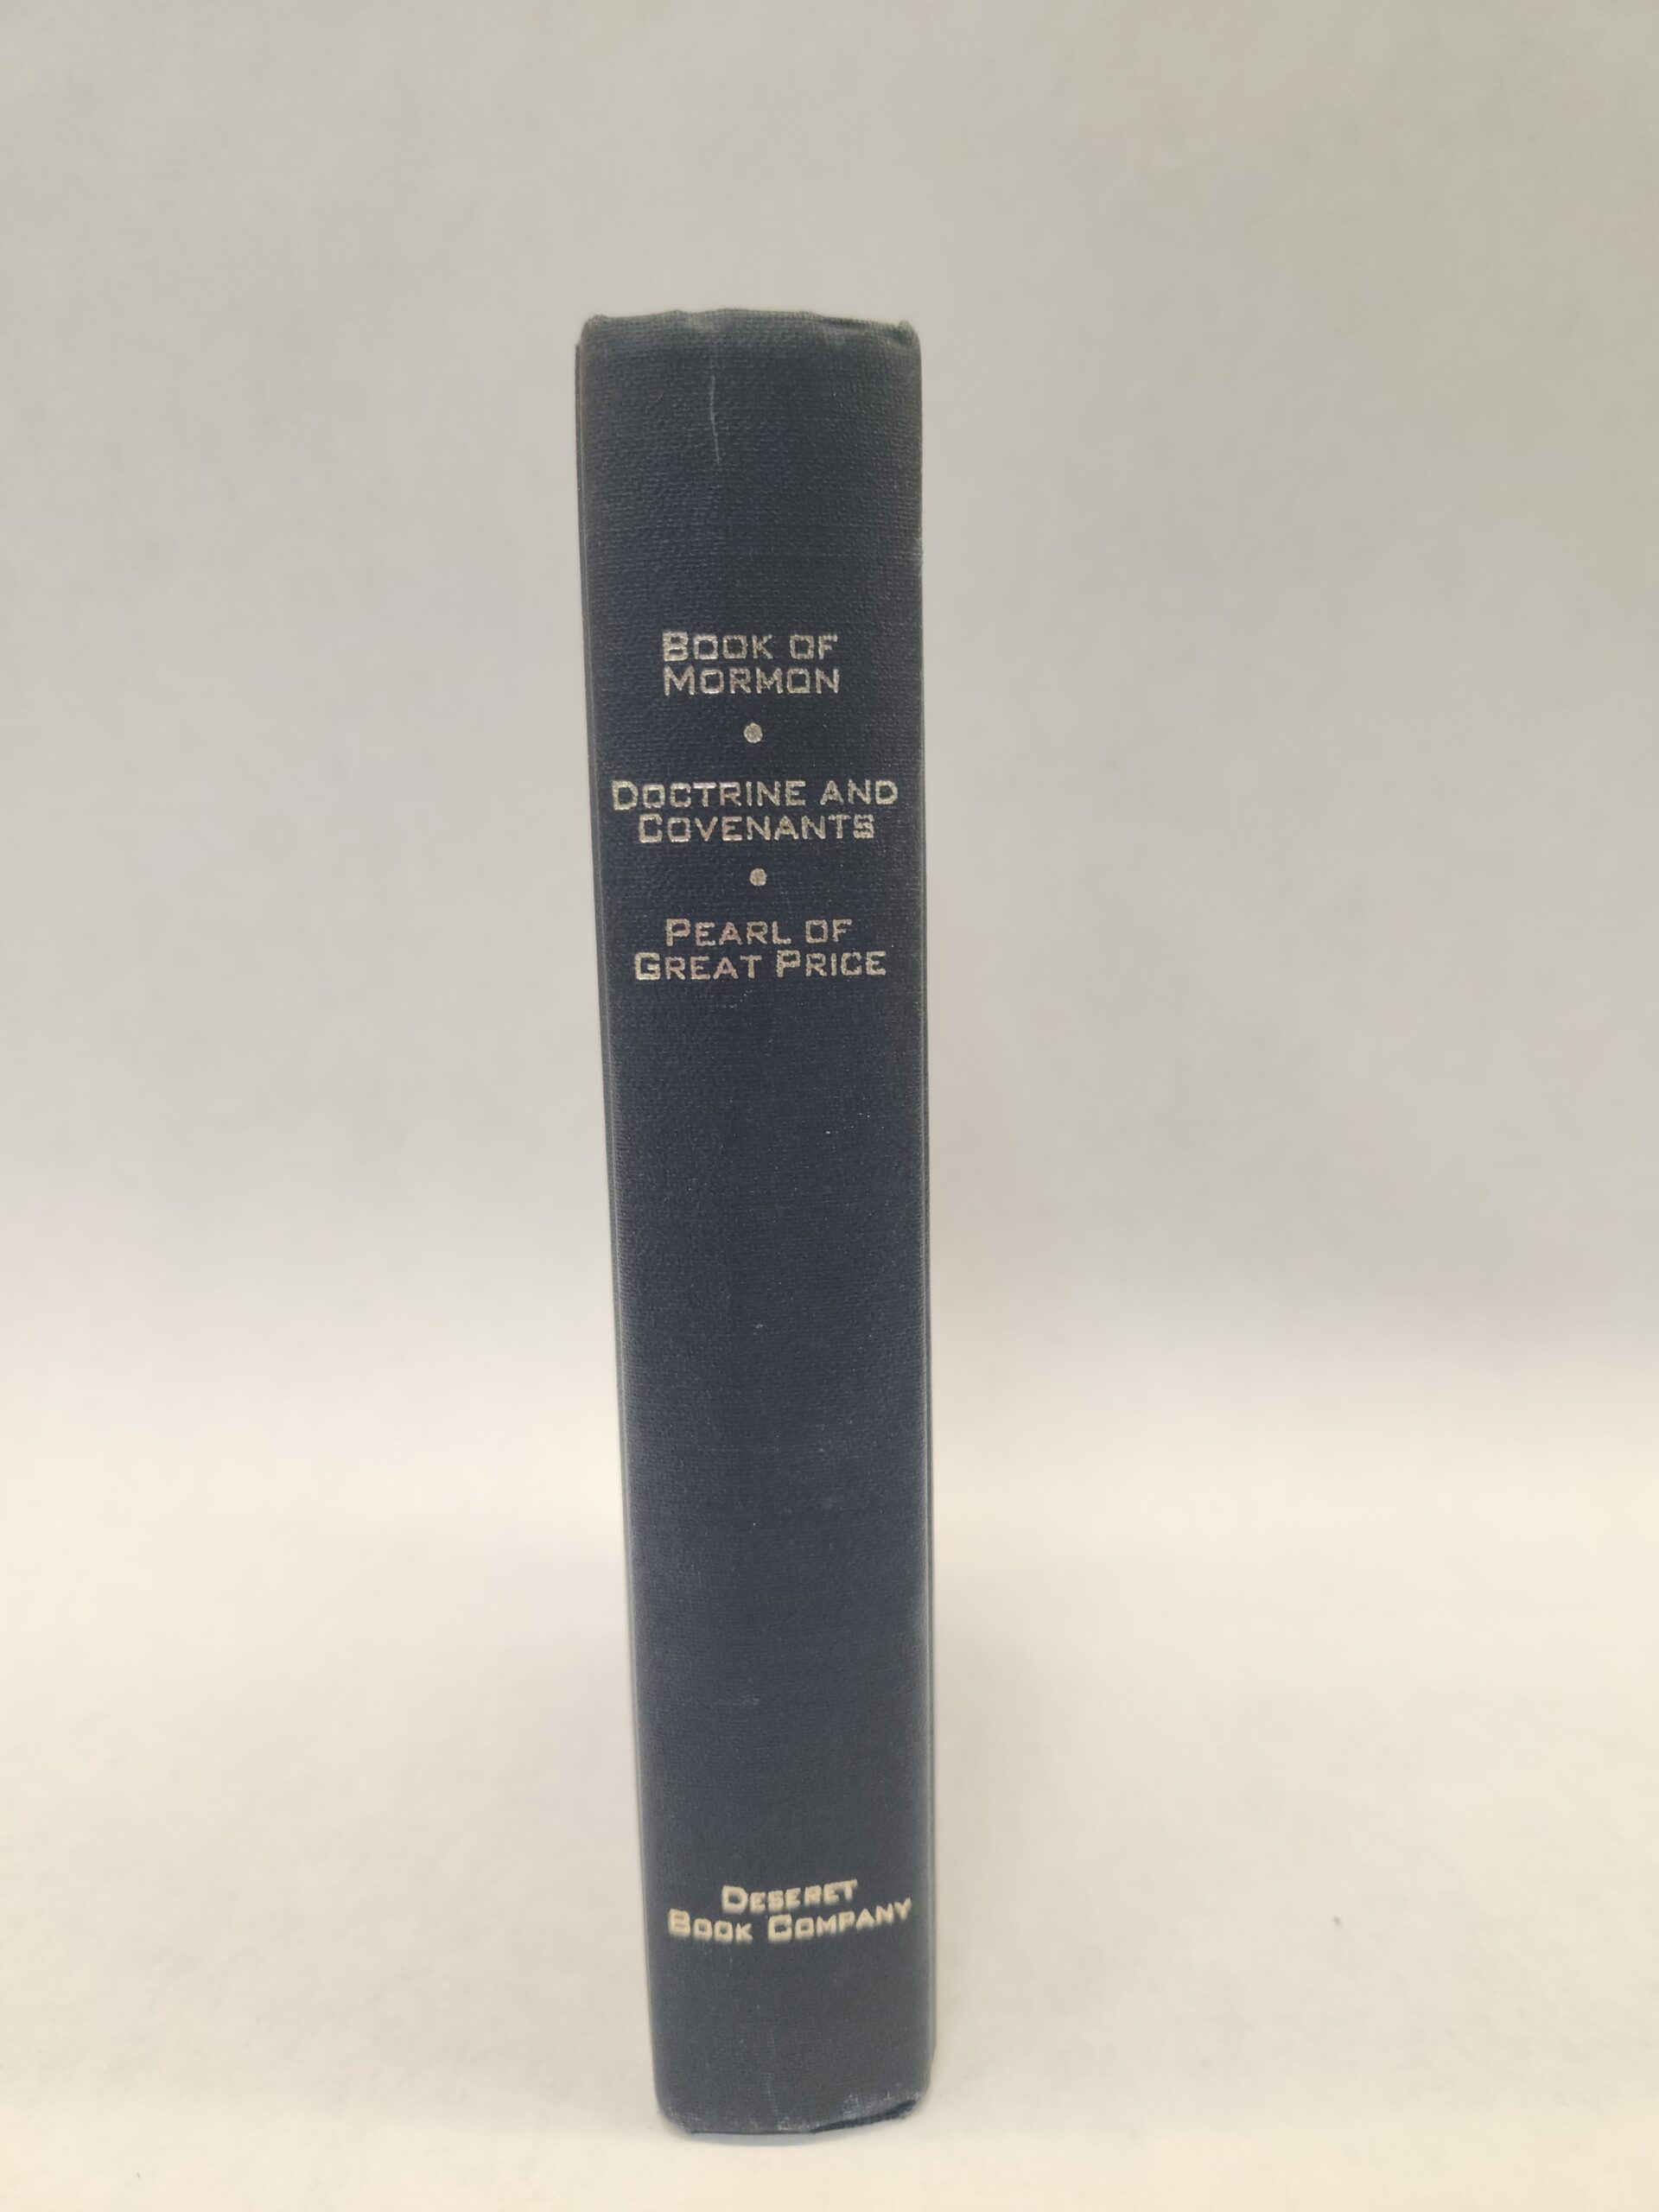 BOOK OF
MORMON
•
DOCTRINE AND
COVENANTS
•
PEARL OF
GREAT PRICE
DESERET
BOOK COMPANY